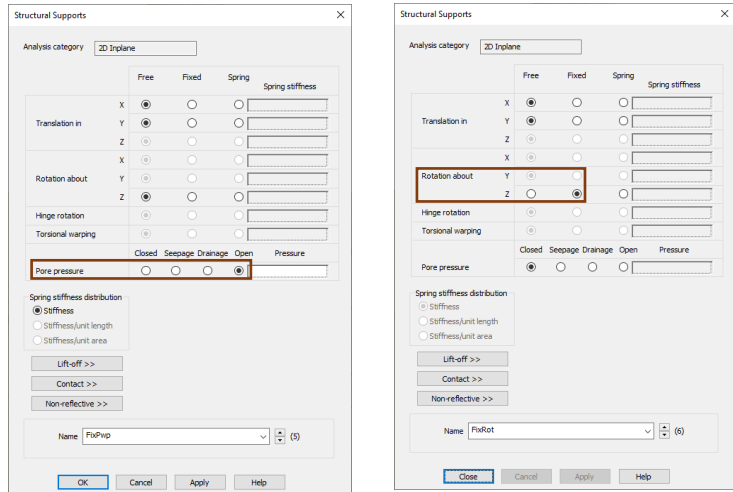 Structural Supports
Analysis category 2D Inplane
Free Fixed Spring
Spring stiffness
X
Translation in Y
Z
X
Rotation about Y
Z
Hinge rotation
Torsional warping
Closed Seepage Drainage Open Pressure
Pore pressure
Spring stiffness distribution
Stiffness
Stiffness/unit length
Stiffness/unit area
Lift-off >>
Contact >>
Non-reflective >>
Name FixPwp (5)
OK Cancel Apply Help
Structural Supports
Analysis category 2D Inplane
Free Fixed Spring
Spring stiffness
X
Translation in Y
Z
X
Rotation about Y
Z
Hinge rotation
Torsional warping
Closed Seepage Drainage Open Pressure
Pore pressure
Spring stiffness distribution
Stiffness
Stiffness/unit length
Stiffness/unit area
Lift-off >>
Contact >>
Non-reflective >>
Name FixRot (6)
Close Cancel Apply Help